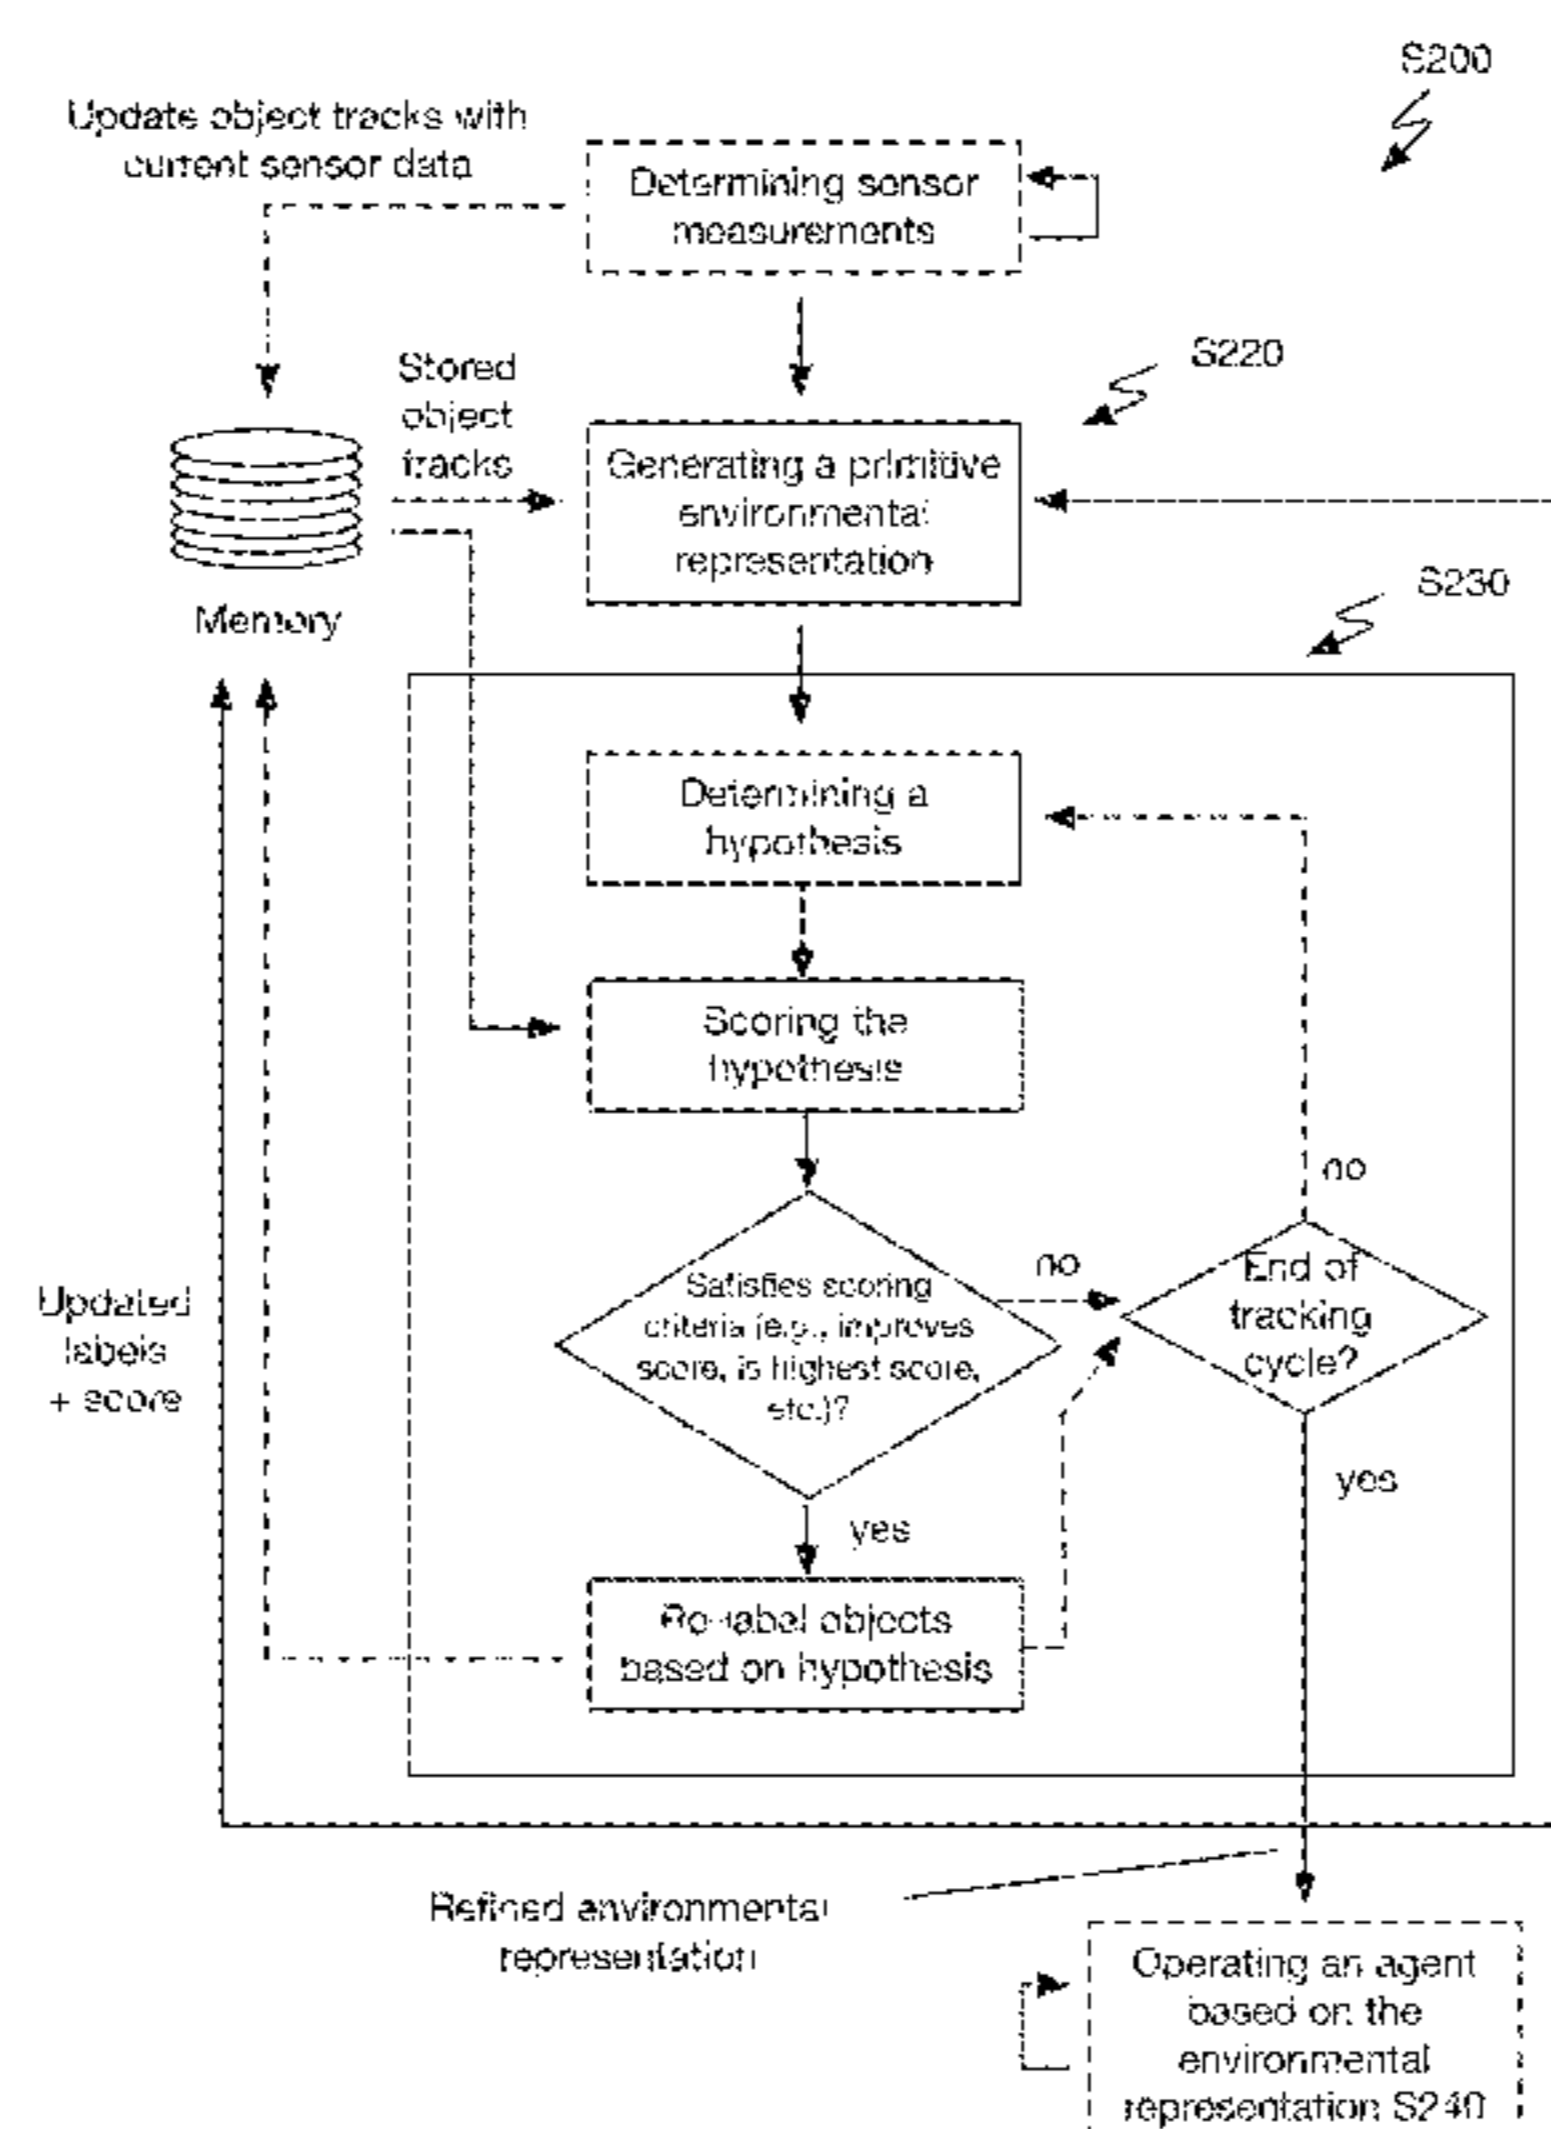 S200
Update object tracks with
current sensor data
Determining sensor
measurements
S220
Stored
object
tracks
Generating a primitive
environmental
representation
S230
Memory
Determining a
hypothesis
Scoring the
hypothesis
no
no
Satisfies scoring
criteria (e.g., improves
score, is highest score,
etc.)?
End of
tracking
cycle?
Updated
labels
+ score
yes
yes
Re-label objects
based on hypothesis
Refined environmental
representation
Operating an agent
based on the
environmental
representation S240